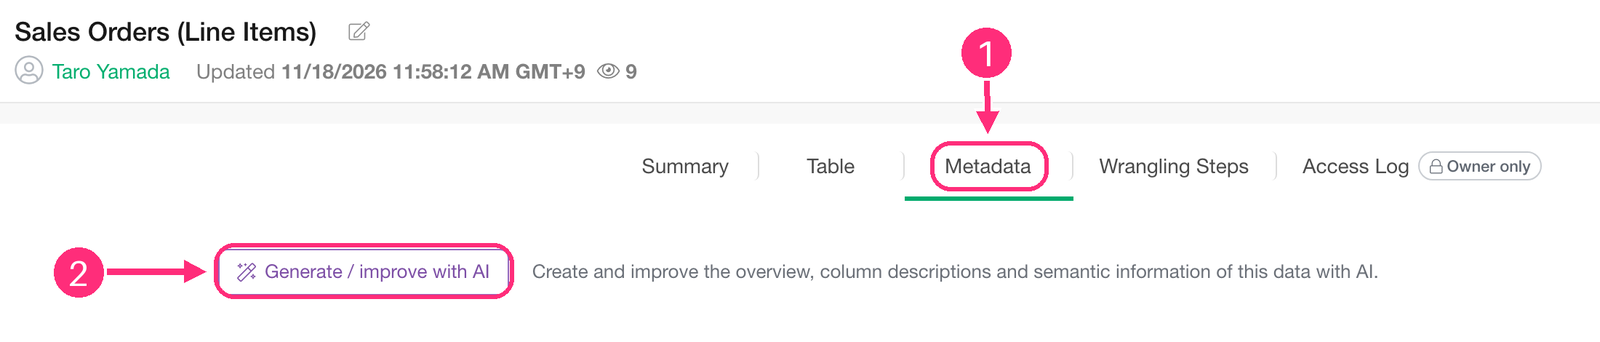 Sales Orders (Line Items)
Taro Yamada Updated 11/18/2026 11:58:12 AM GMT+9 9
1
Summary Table Metadata Wrangling Steps Access Log Owner only
2 Generate / improve with AI Create and improve the overview, column descriptions and semantic information of this data with AI.